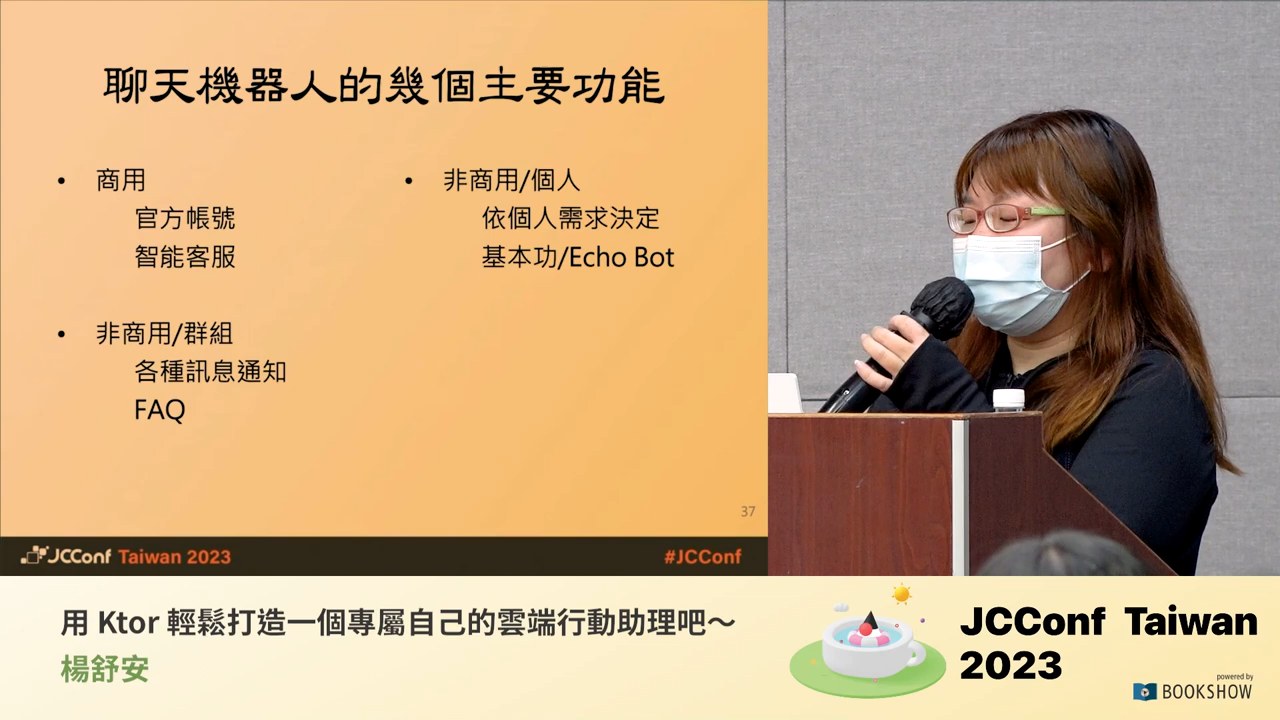 聊天機器人的幾個主要功能
• 商用
官方帳號
智能客服
• 非商用/群組
各種訊息通知
FAQ
• 非商用/個人
依個人需求決定
基本功/Echo Bot
37
JCConf Taiwan 2023
#JCConf
用 Ktor 輕鬆打造一個專屬自己的雲端行動助理吧～
楊舒安
JCConf Taiwan
2023
powered by
BOOKSHOW